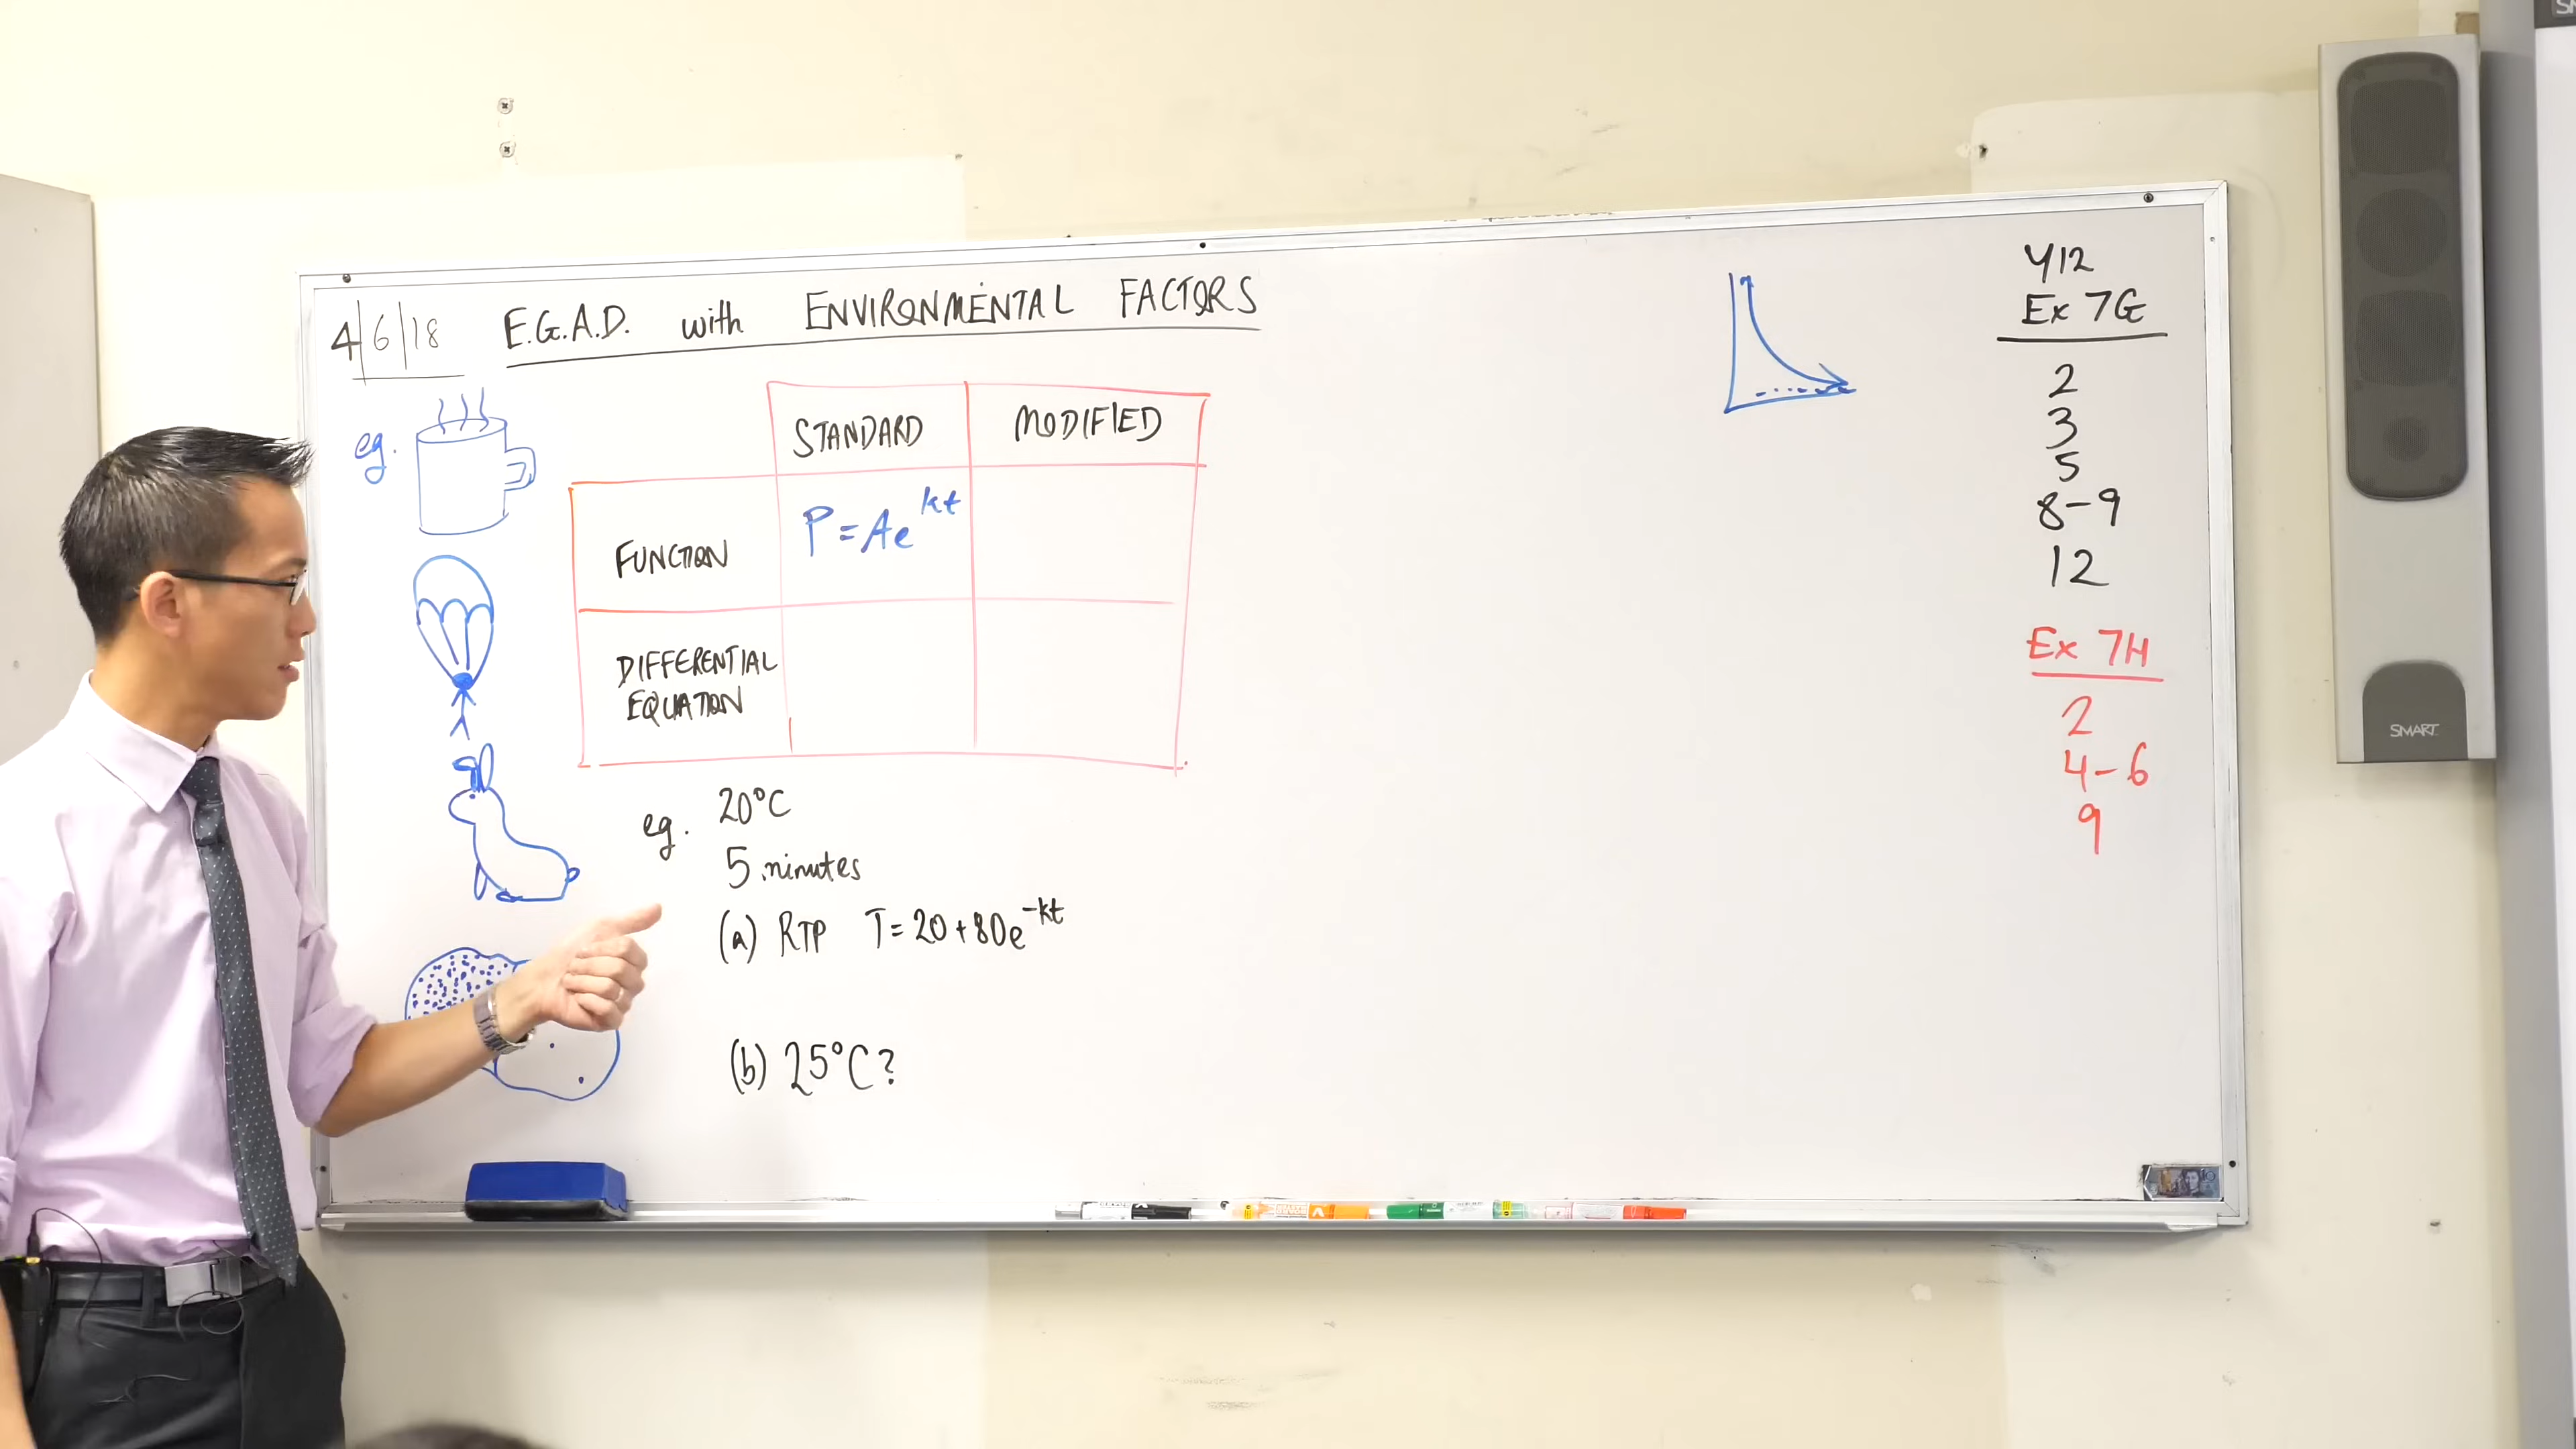 4|6|18 E.G.A.D. with ENVIRONMENTAL FACTORS
eg.
STANDARD MODIFIED
FUNCTION P=Ae^kt
DIFFERENTIAL
EQUATION
eg. 20°C
5 minutes
(a) RTP T=20+80e^-kt
(b) 25°C?
Y12
Ex 7G
2
3
5
8-9
12
Ex 7H
2
4-6
9
SMART